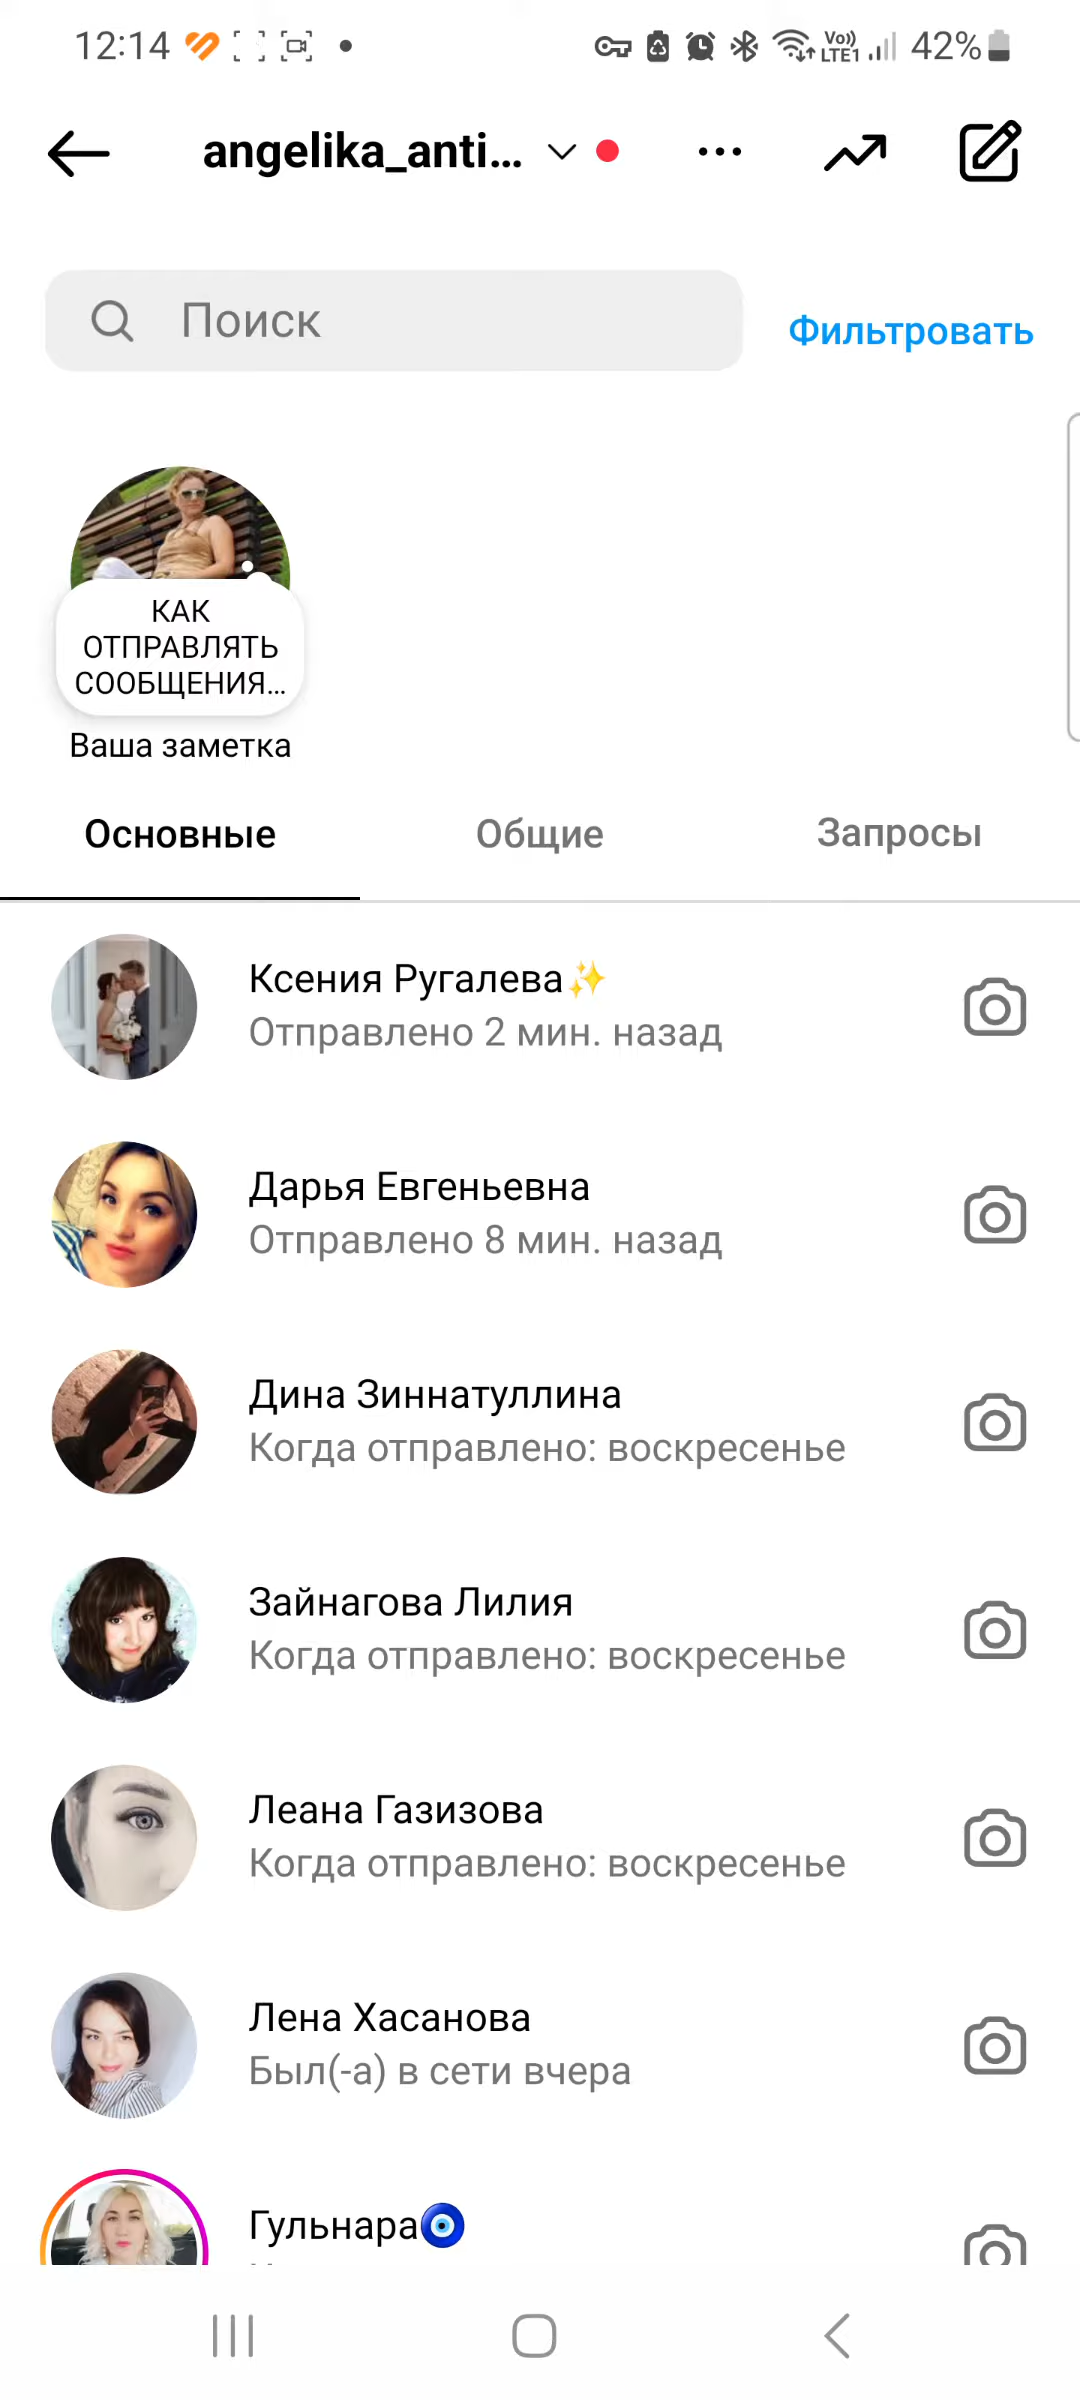 12:14
Vo)) LTE1 42%
angelika_anti...
Поиск
Фильтровать
КАК
ОТПРАВЛЯТЬ
СООБЩЕНИЯ...
Ваша заметка
Основные Общие Запросы
Ксения Ругалева✨
Отправлено 2 мин. назад
Дарья Евгеньевна
Отправлено 8 мин. назад
Дина Зиннатуллина
Когда отправлено: воскресенье
Зайнагова Лилия
Когда отправлено: воскресенье
Леана Газизова
Когда отправлено: воскресенье
Лена Хасанова
Был(-а) в сети вчера
Гульнара🧿